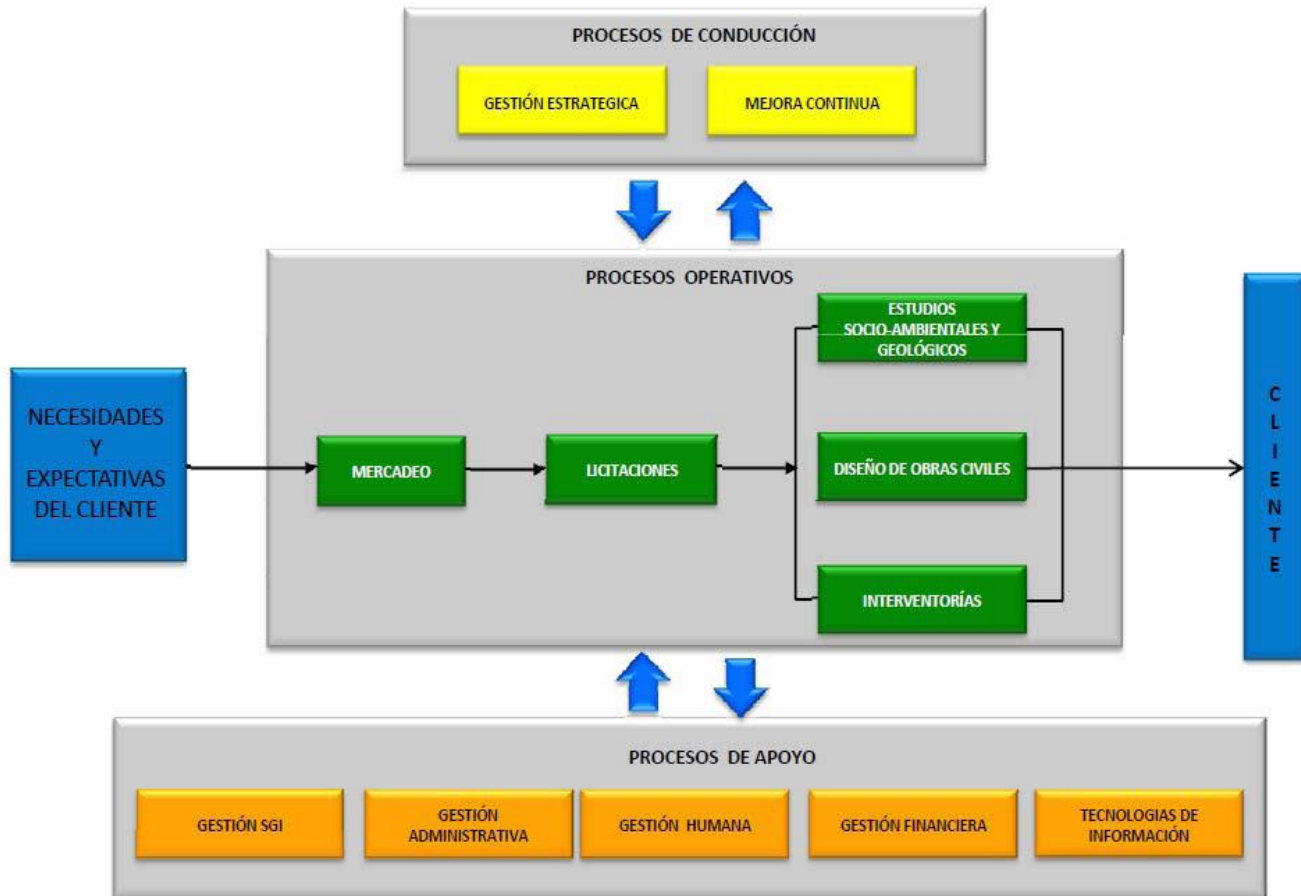 PROCESOS DE CONDUCCIÓN
GESTIÓN ESTRATEGICA
MEJORA CONTINUA
PROCESOS OPERATIVOS
NECESIDADES
Y
EXPECTATIVAS
DEL CLIENTE
MERCADEO
LICITACIONES
ESTUDIOS
SOCIO-AMBIENTALES Y
GEOLÓGICOS
DISEÑO DE OBRAS CIVILES
INTERVENTORÍAS
C
L
I
E
N
T
E
PROCESOS DE APOYO
GESTIÓN SGI
GESTIÓN
ADMINISTRATIVA
GESTIÓN HUMANA
GESTIÓN FINANCIERA
TECNOLOGIAS DE
INFORMACIÓN